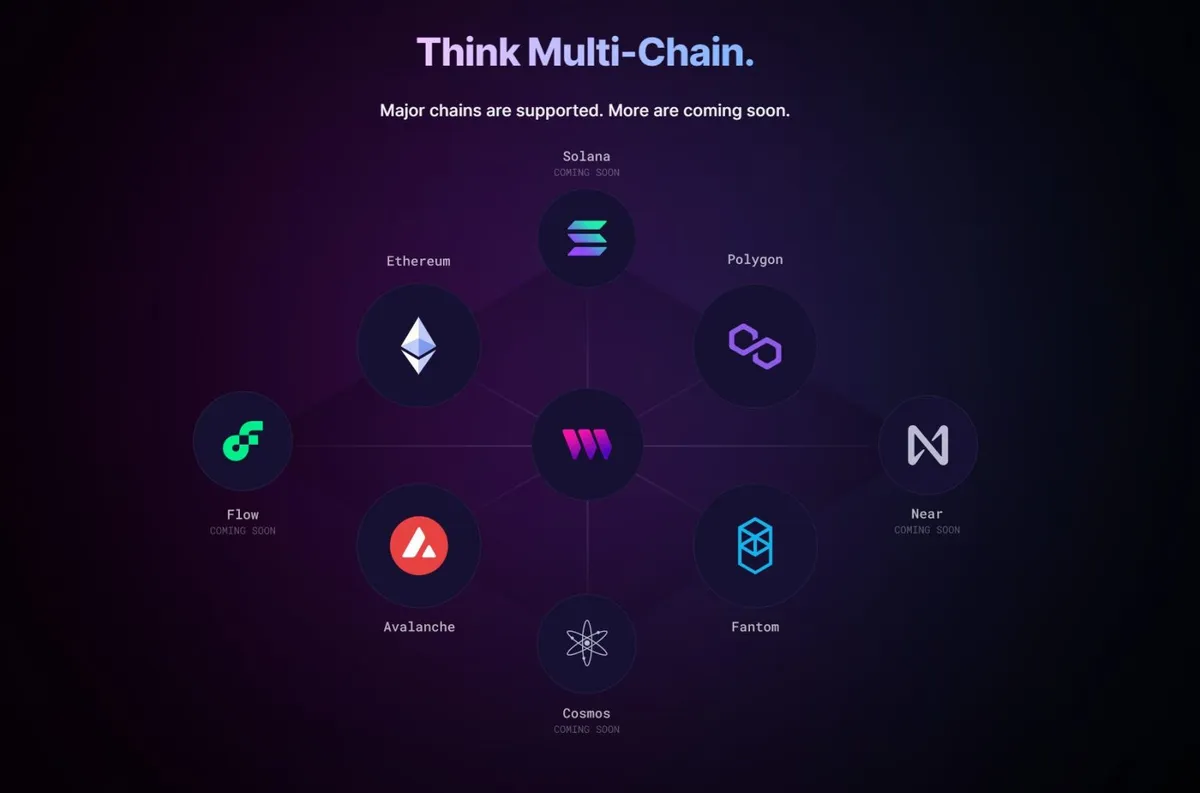 Think Multi-Chain.
Major chains are supported. More are coming soon.
Solana
COMING SOON
Ethereum
Polygon
Flow
COMING SOON
Near
COMING SOON
Avalanche
Fantom
Cosmos
COMING SOON